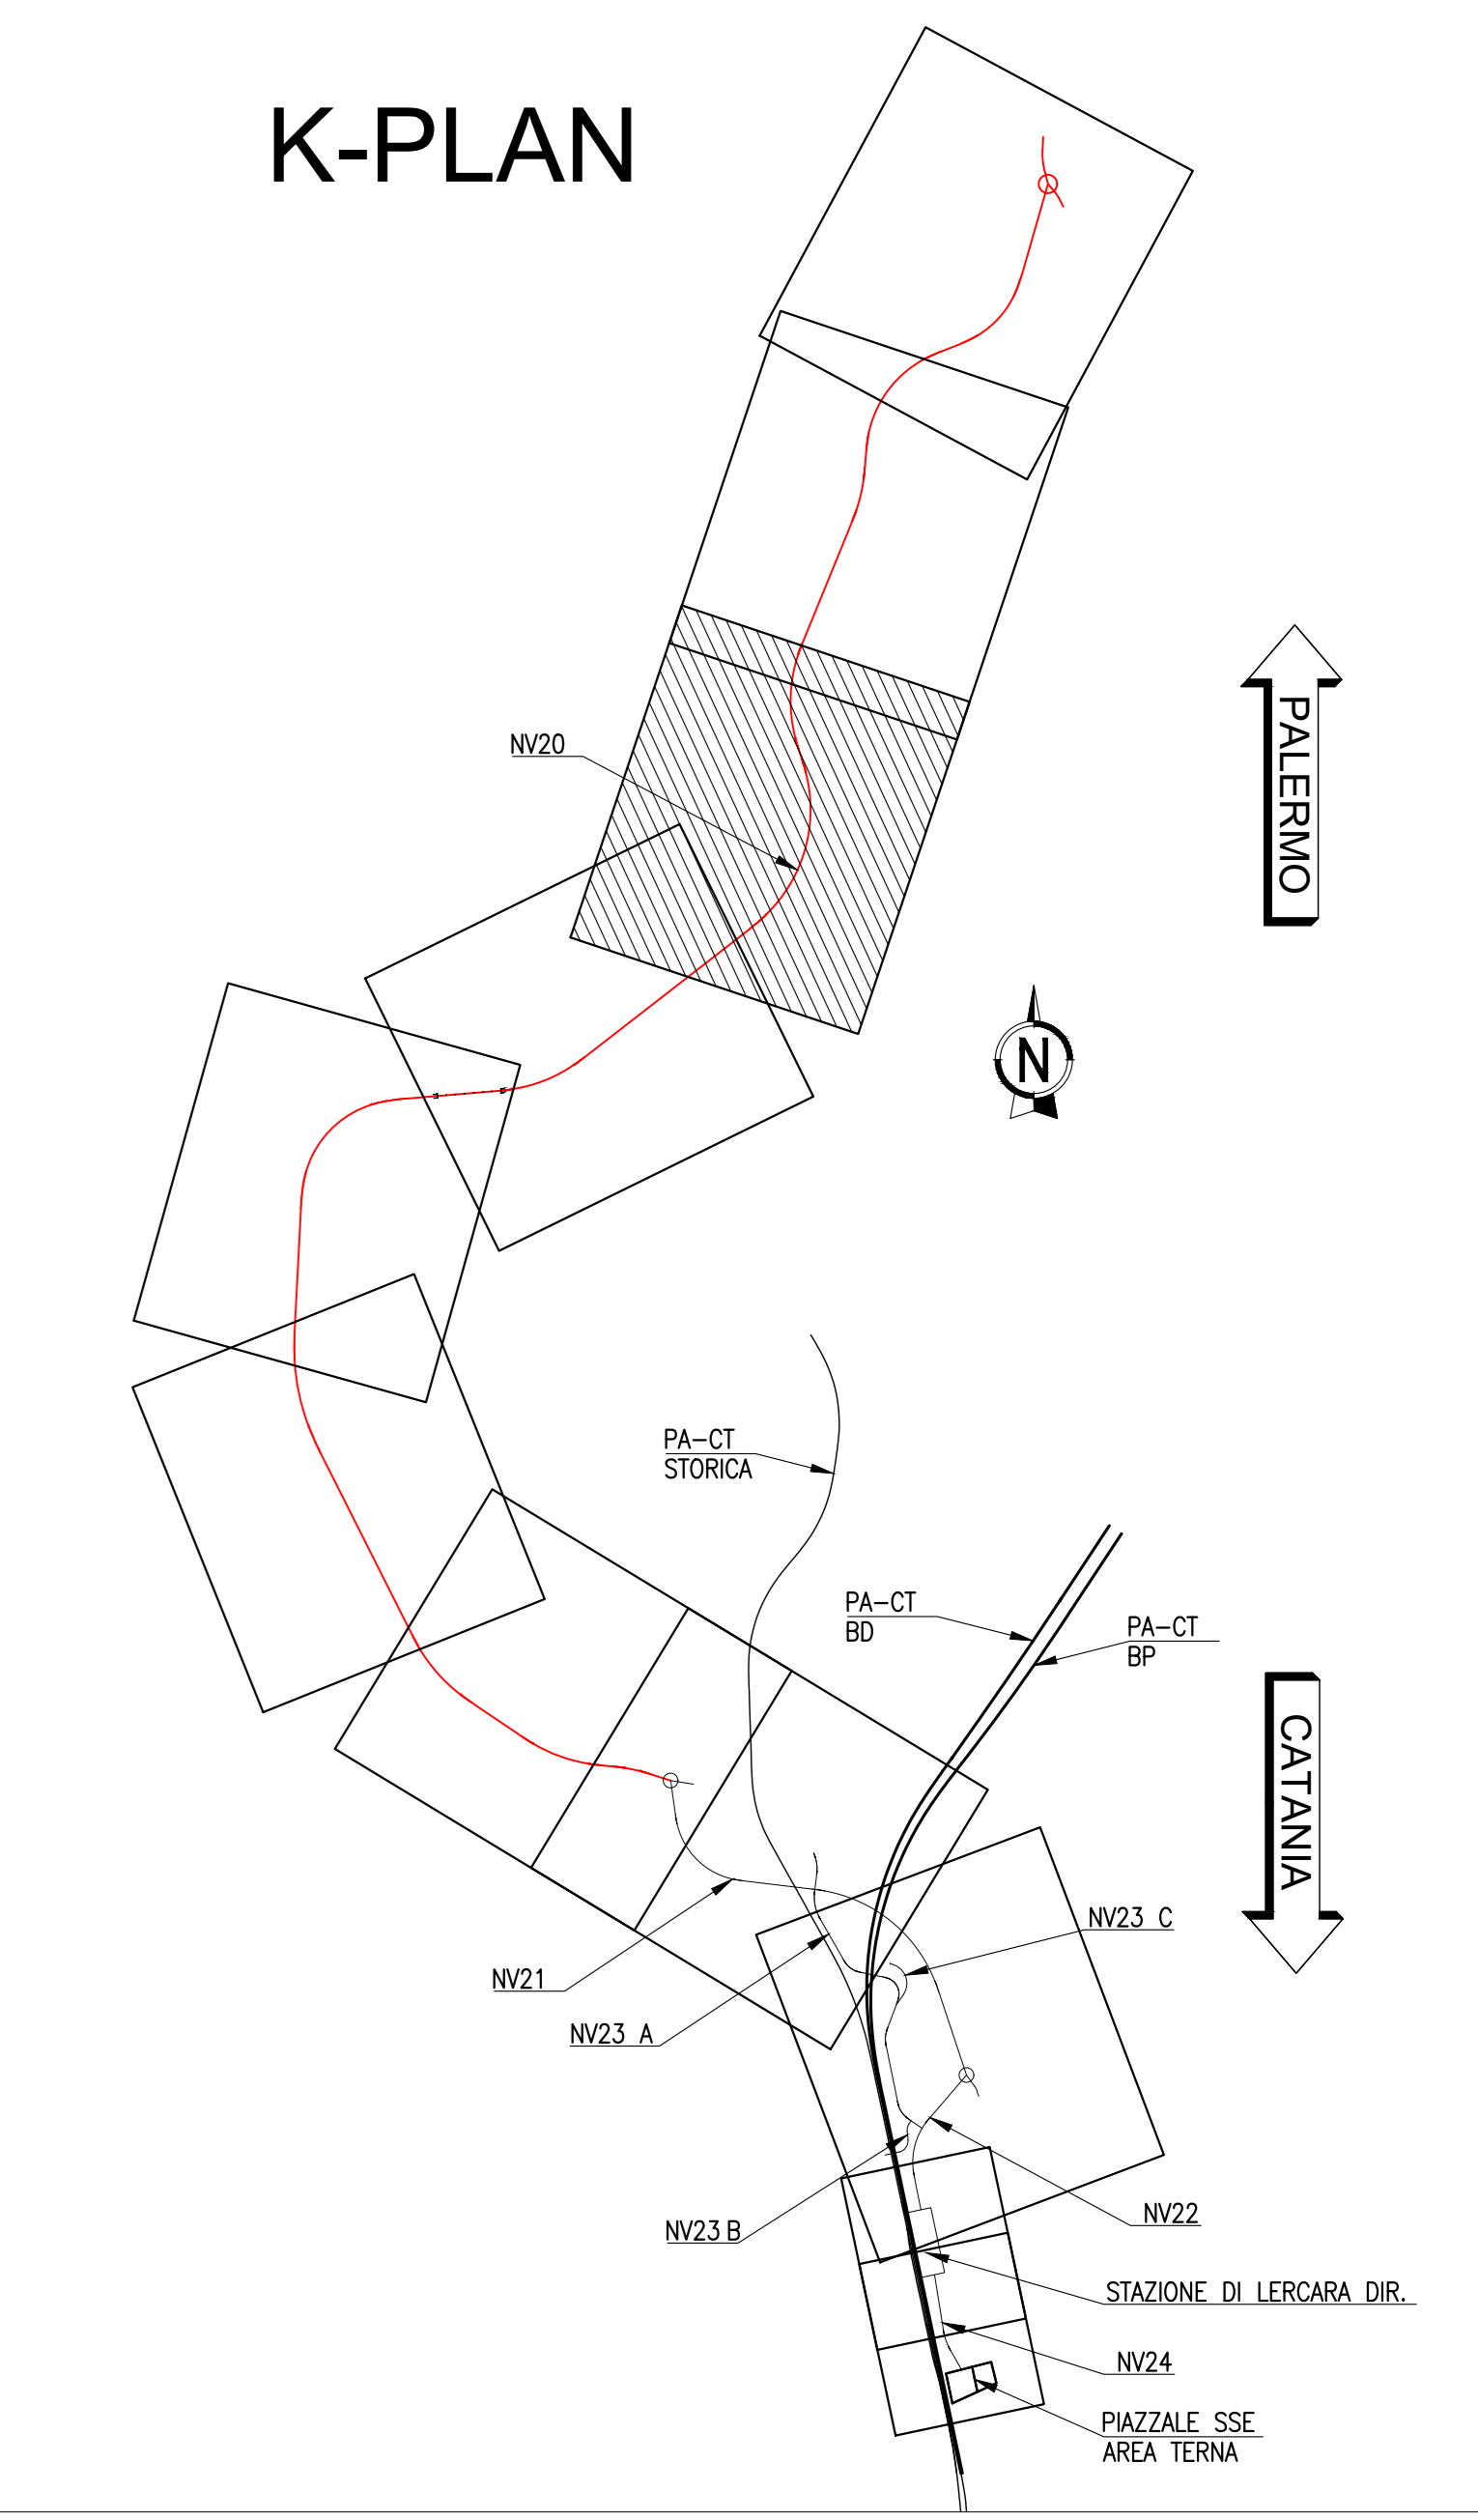 K-PLAN
PALERMO
NV20
N
PA-CT
STORICA
PA-CT
BD
PA-CT
BP
CATANIA
NV23 C
NV21
NV23 A
NV22
NV23 B
STAZIONE DI LERCARA DIR.
NV24
PIAZZALE SSE
AREA TERNA